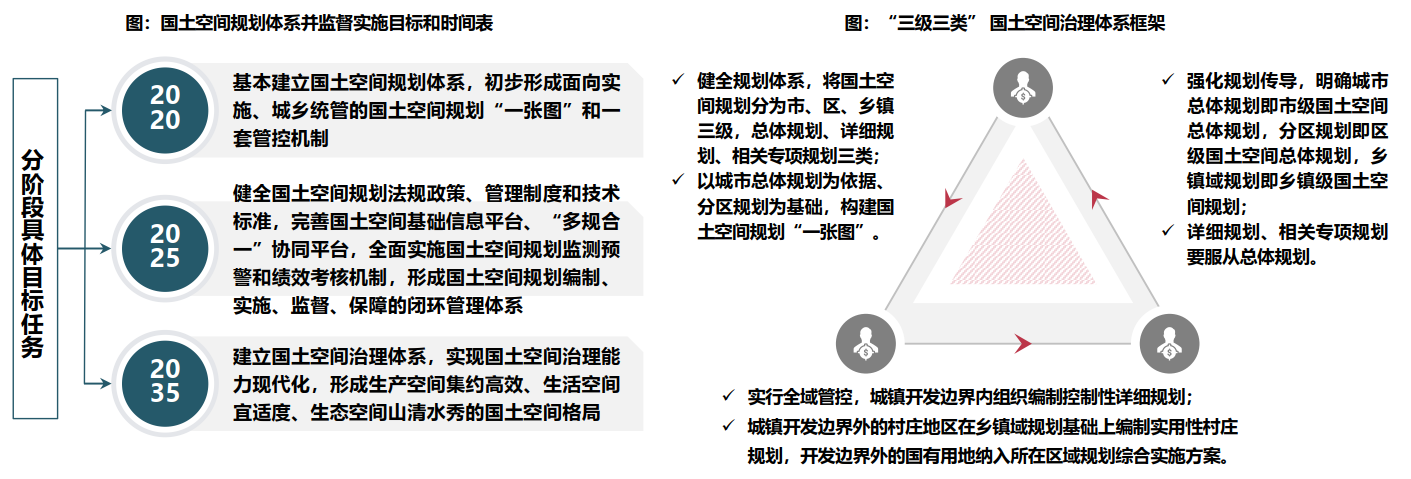 图：国土空间规划体系并监督实施目标和时间表
分阶段具体目标任务
20
20
基本建立国土空间规划体系，初步形成面向实
施、城乡统管的国土空间规划“一张图”和一
套管控机制
20
25
健全国土空间规划法规政策、管理制度和技术
标准，完善国土空间基础信息平台、“多规合
一”协同平台，全面实施国土空间规划监测预
警和绩效考核机制，形成国土空间规划编制、
实施、监督、保障的闭环管理体系
20
35
建立国土空间治理体系，实现国土空间治理能
力现代化，形成生产空间集约高效、生活空间
宜适度、生态空间山清水秀的国土空间格局
图：“三级三类” 国土空间治理体系框架
✓ 健全规划体系，将国土空
间规划分为市、区、乡镇
三级，总体规划、详细规
划、相关专项规划三类；
✓ 以城市总体规划为依据、
分区规划为基础，构建国
土空间规划“一张图”。
✓ 强化规划传导，明确城市
总体规划即市级国土空间
总体规划，分区规划即区
级国土空间总体规划，乡
镇域规划即乡镇级国土空
间规划；
✓ 详细规划、相关专项规划
要服从总体规划。
✓ 实行全域管控，城镇开发边界内组织编制控制性详细规划；
✓ 城镇开发边界外的村庄地区在乡镇域规划基础上编制实用性村庄
规划，开发边界外的国有用地纳入所在区域规划综合实施方案。